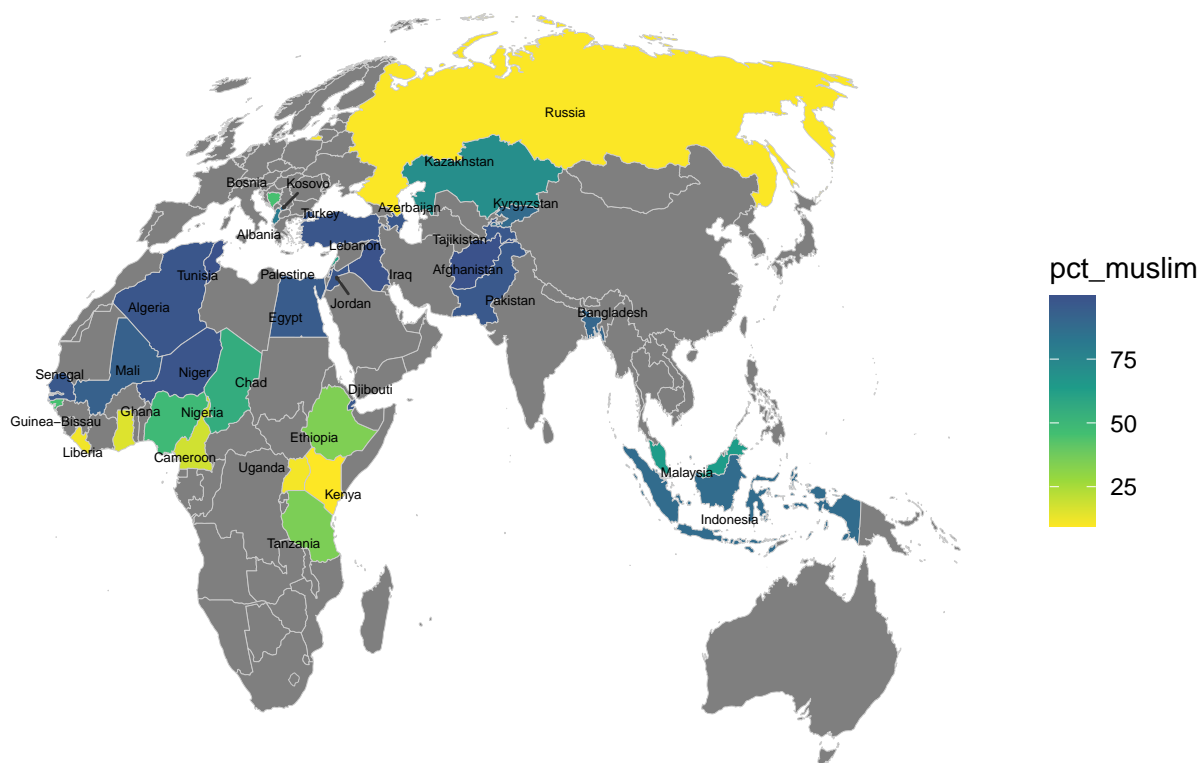 Russia
Kazakhstan
Bosnia
Kosovo
Kyrgyzstan
Azerbaijan
Turkey
Albania
Tajikistan
Lebanon
Tunisia
Palestine
Iraq
Afghanistan
Jordan
Pakistan
Algeria
Egypt
Bangladesh
Senegal
Mali
Niger
Chad
Djibouti
Guinea−Bissau
Ghana
Nigeria
Ethiopia
Liberia
Cameroon
Uganda
Malaysia
Kenya
Indonesia
Tanzania
pct_muslim
75
50
25